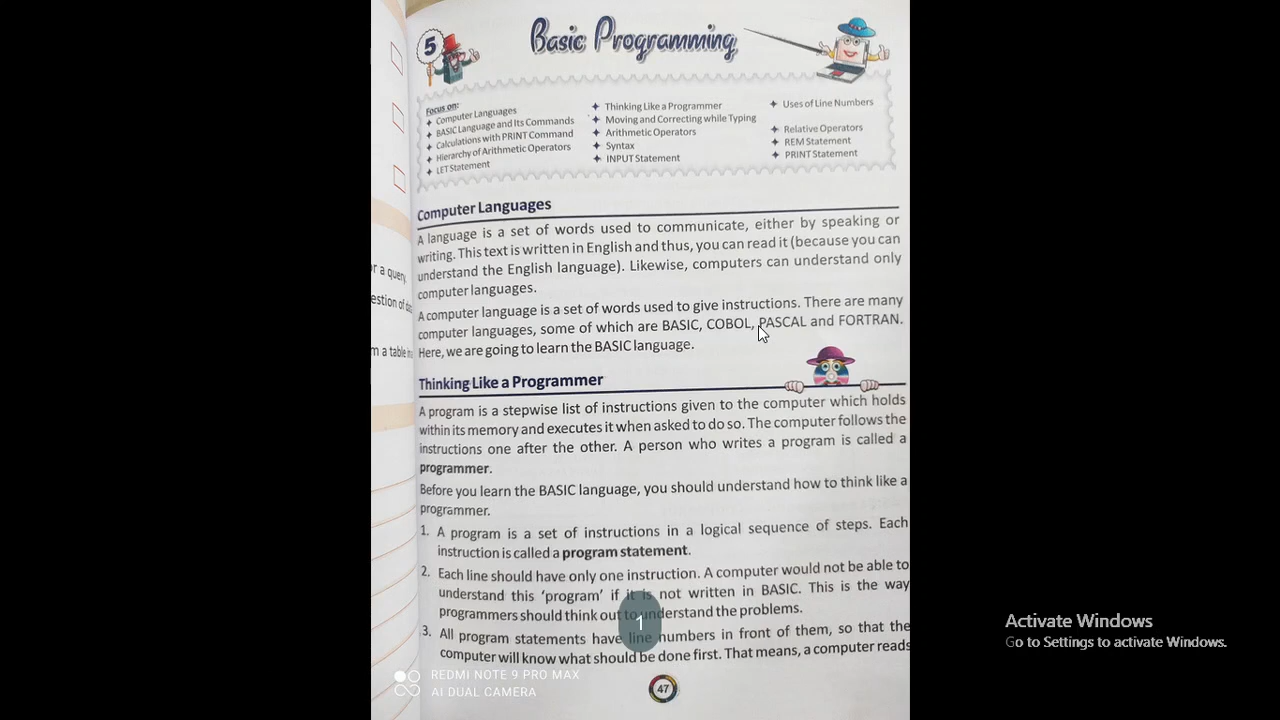 5
Basic Programming
Focus on:
Computer Languages
BASIC Language and Its Commands
Calculations with PRINT Command
Hierarchy of Arithmetic Operators
LET Statement
Thinking Like a Programmer
Moving and Correcting while Typing
Arithmetic Operators
Syntax
INPUT Statement
Uses of Line Numbers
Relative Operators
REM Statement
PRINT Statement
Computer Languages
A language is a set of words used to communicate, either by speaking or
writing. This text is written in English and thus, you can read it (because you can
understand the English language). Likewise, computers can understand only
computer languages.
A computer language is a set of words used to give instructions. There are many
computer languages, some of which are BASIC, COBOL, PASCAL and FORTRAN.
Here, we are going to learn the BASIC language.
Thinking Like a Programmer
A program is a stepwise list of instructions given to the computer which holds
within its memory and executes it when asked to do so. The computer follows the
instructions one after the other. A person who writes a program is called a
programmer.
Before you learn the BASIC language, you should understand how to think like a
programmer.
1. A program is a set of instructions in a logical sequence of steps. Each
instruction is called a program statement.
2. Each line should have only one instruction. A computer would not be able to
understand this 'program' if it is not written in BASIC. This is the way
programmers should think out to understand the problems.
3. All program statements have line numbers in front of them, so that the
computer will know what should be done first. That means, a computer reads
1
47
r a query
estion of
m a table
REDMI NOTE 9 PRO MAX
AI DUAL CAMERA
Activate Windows
Go to Settings to activate Windows.